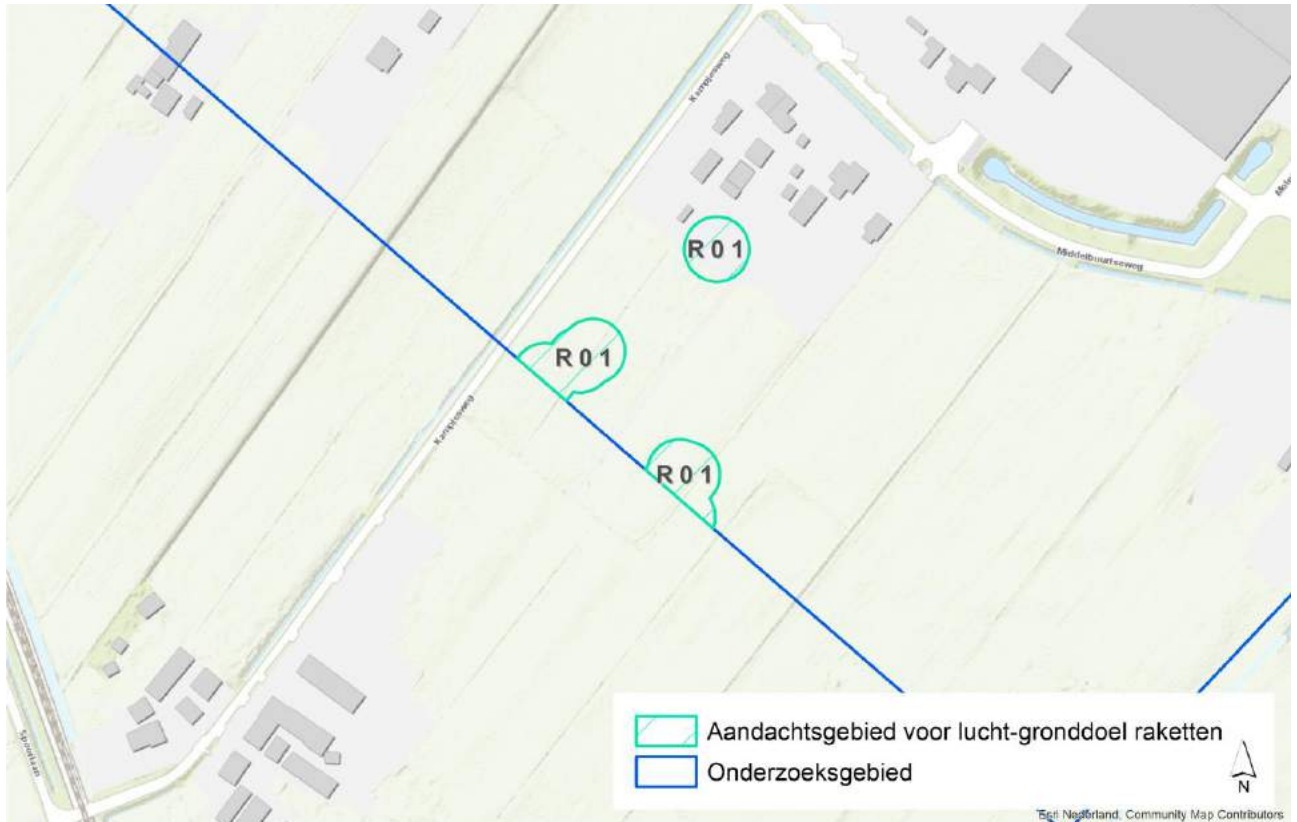 Kampjesweg
R 0 1
Middelbuurtseweg
R 0 1
Kampjesweg
R 0 1
Spoorlaan
Aandachtsgebied voor lucht-gronddoel raketten
Onderzoeksgebied
N
Esri Nederland, Community Map Contributors